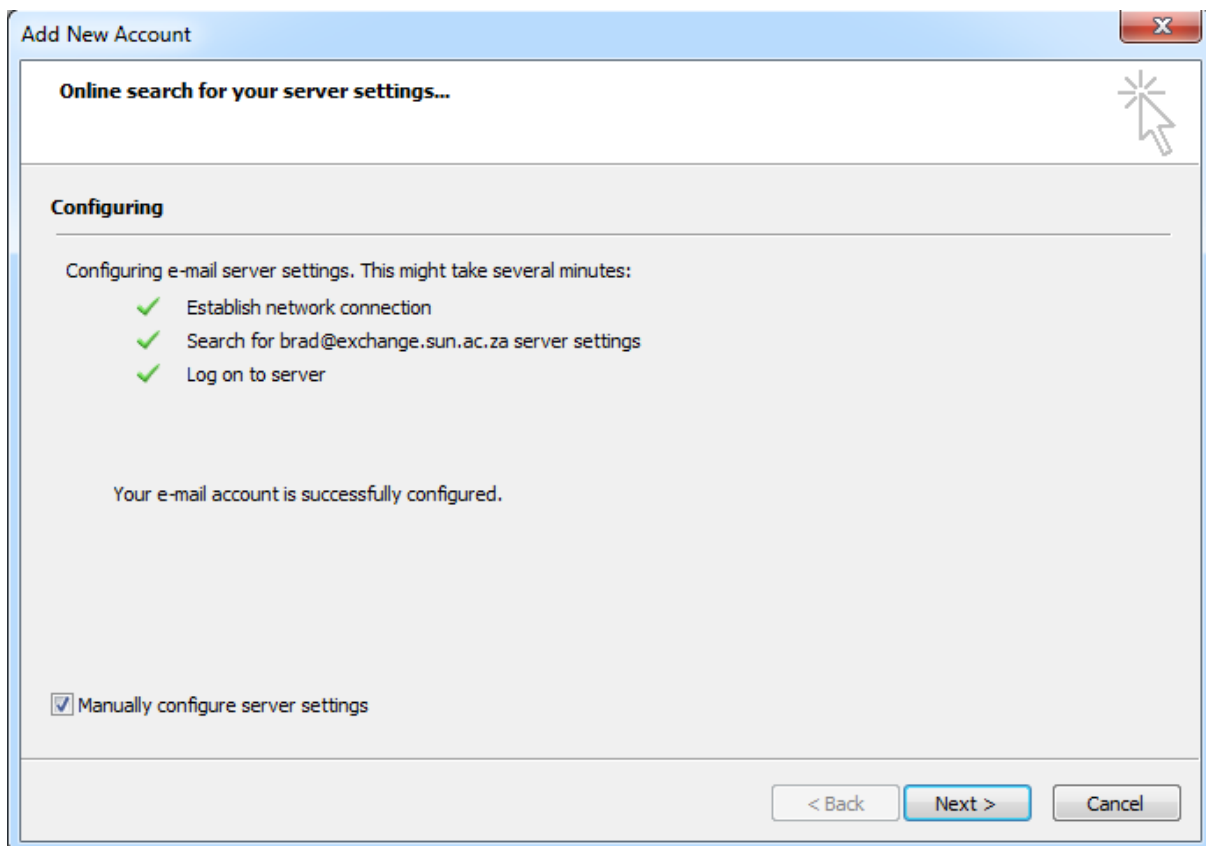 Add New Account
Online search for your server settings...
Configuring
Configuring e-mail server settings. This might take several minutes:
Establish network connection
Search for brad@exchange.sun.ac.za server settings
Log on to server
Your e-mail account is successfully configured.
Manually configure server settings
< Back Next > Cancel